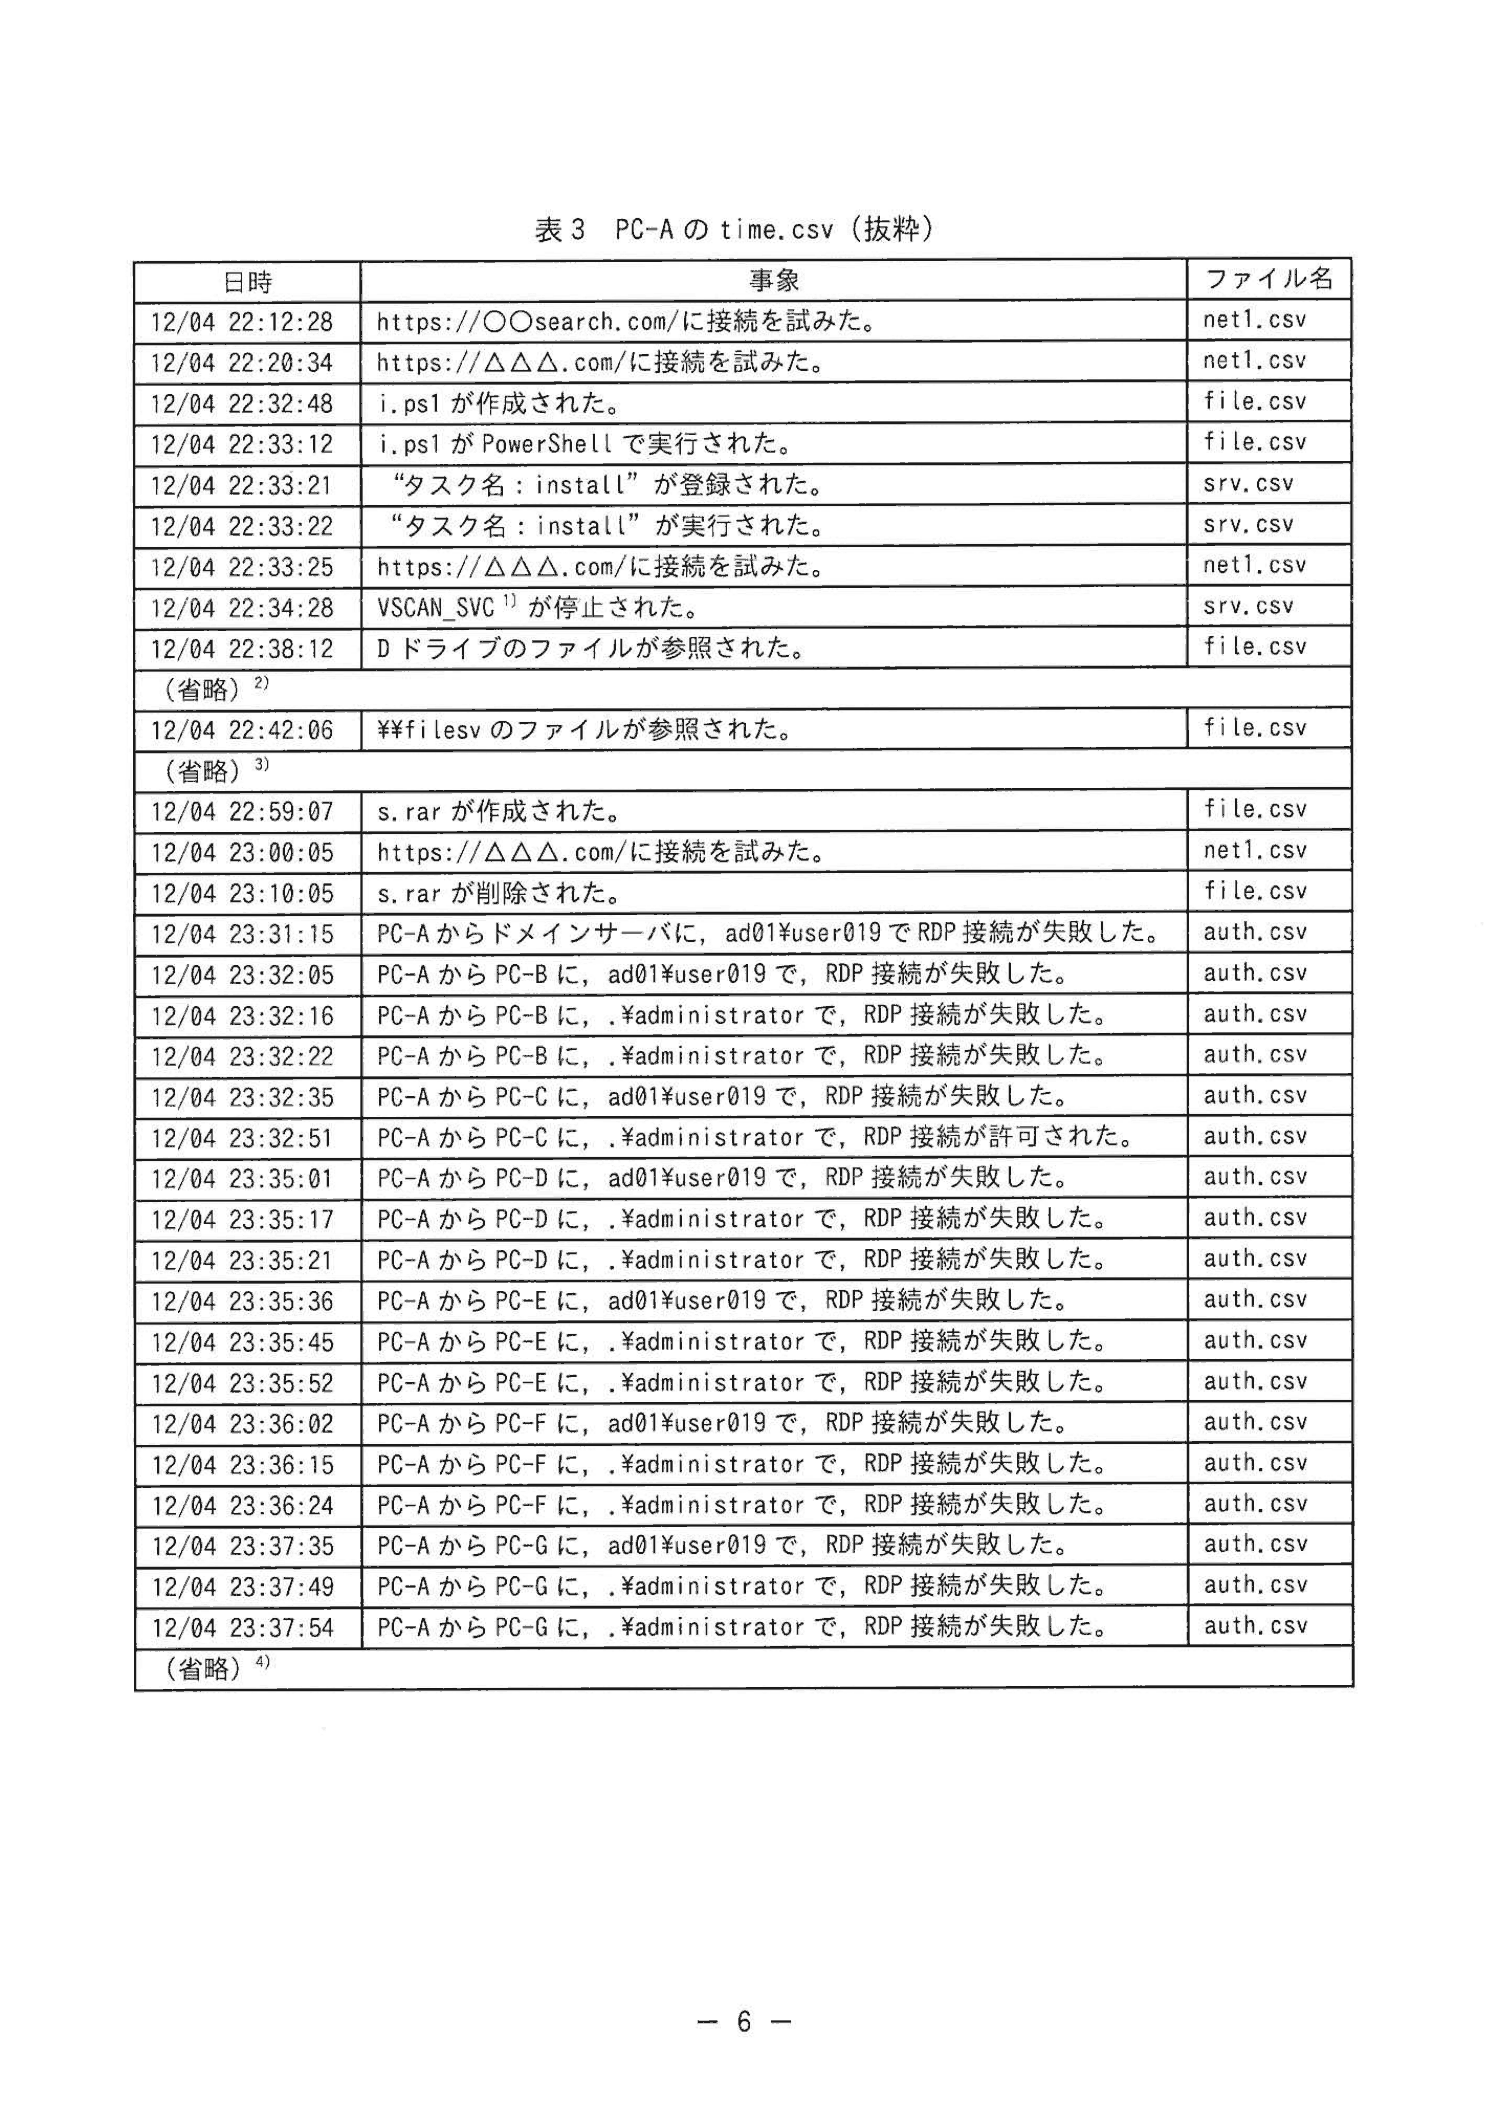 表3 PC-A の time.csv（抜粋）
日時 事象 ファイル名
12/04 22:12:28 https://〇〇search.com/に接続を試みた。 net1.csv
12/04 22:20:34 https://△△△.com/に接続を試みた。 net1.csv
12/04 22:32:48 i.ps1 が作成された。 file.csv
12/04 22:33:12 i.ps1 が PowerShell で実行された。 file.csv
12/04 22:33:21 “タスク名：install” が登録された。 srv.csv
12/04 22:33:22 “タスク名：install” が実行された。 srv.csv
12/04 22:33:25 https://△△△.com/に接続を試みた。 net1.csv
12/04 22:34:28 VSCAN_SVC 1) が停止された。 srv.csv
12/04 22:38:12 D ドライブのファイルが参照された。 file.csv
（省略）2)
12/04 22:42:06 ¥¥filesv のファイルが参照された。 file.csv
（省略）3)
12/04 22:59:07 s.rar が作成された。 file.csv
12/04 23:00:05 https://△△△.com/に接続を試みた。 net1.csv
12/04 23:10:05 s.rar が削除された。 file.csv
12/04 23:31:15 PC-A からドメインサーバに，ad01¥user019 で RDP 接続が失敗した。 auth.csv
12/04 23:32:05 PC-A から PC-B に，ad01¥user019 で，RDP 接続が失敗した。 auth.csv
12/04 23:32:16 PC-A から PC-B に，.¥administrator で，RDP 接続が失敗した。 auth.csv
12/04 23:32:22 PC-A から PC-B に，.¥administrator で，RDP 接続が失敗した。 auth.csv
12/04 23:32:35 PC-A から PC-C に，ad01¥user019 で，RDP 接続が失敗した。 auth.csv
12/04 23:32:51 PC-A から PC-C に，.¥administrator で，RDP 接続が許可された。 auth.csv
12/04 23:35:01 PC-A から PC-D に，ad01¥user019 で，RDP 接続が失敗した。 auth.csv
12/04 23:35:17 PC-A から PC-D に，.¥administrator で，RDP 接続が失敗した。 auth.csv
12/04 23:35:21 PC-A から PC-D に，.¥administrator で，RDP 接続が失敗した。 auth.csv
12/04 23:35:36 PC-A から PC-E に，ad01¥user019 で，RDP 接続が失敗した。 auth.csv
12/04 23:35:45 PC-A から PC-E に，.¥administrator で，RDP 接続が失敗した。 auth.csv
12/04 23:35:52 PC-A から PC-E に，.¥administrator で，RDP 接続が失敗した。 auth.csv
12/04 23:36:02 PC-A から PC-F に，ad01¥user019 で，RDP 接続が失敗した。 auth.csv
12/04 23:36:15 PC-A から PC-F に，.¥administrator で，RDP 接続が失敗した。 auth.csv
12/04 23:36:24 PC-A から PC-F に，.¥administrator で，RDP 接続が失敗した。 auth.csv
12/04 23:37:35 PC-A から PC-G に，ad01¥user019 で，RDP 接続が失敗した。 auth.csv
12/04 23:37:49 PC-A から PC-G に，.¥administrator で，RDP 接続が失敗した。 auth.csv
12/04 23:37:54 PC-A から PC-G に，.¥administrator で，RDP 接続が失敗した。 auth.csv
（省略）4)
― 6 ―